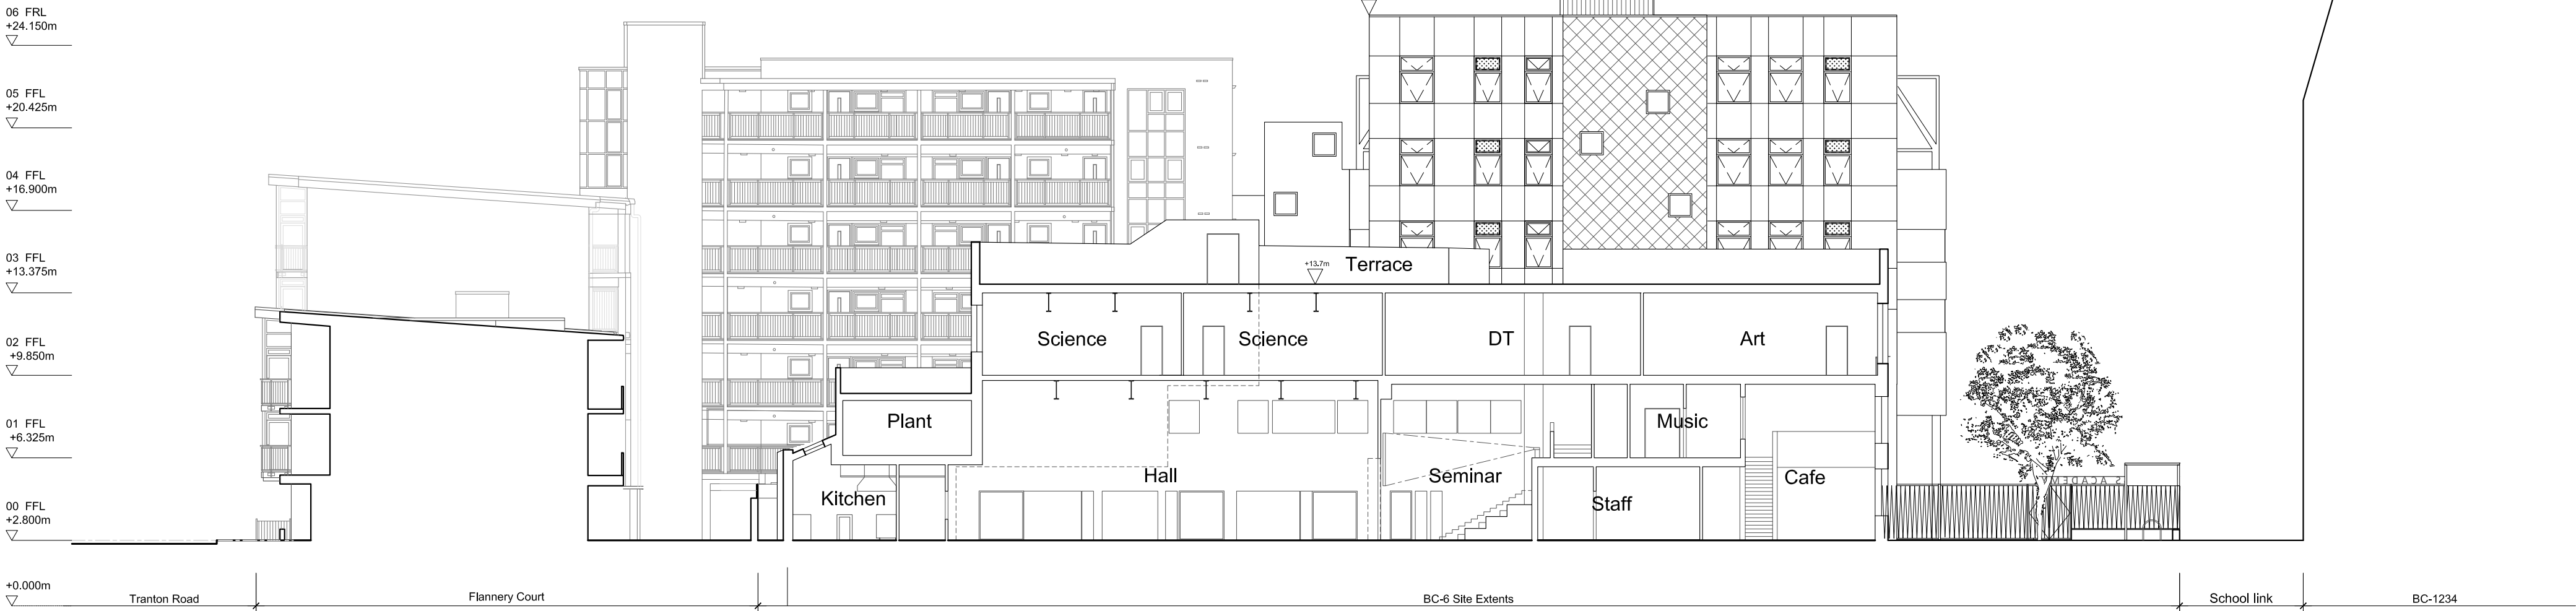 06 FRL
+24.150m
05 FFL
+20.425m
04 FFL
+16.900m
03 FFL
+13.375m
+13.7m
Terrace
02 FFL
+9.850m
Science
Science
DT
Art
01 FFL
+6.325m
Plant
Music
Hall
Seminar
Cafe
Kitchen
Staff
00 FFL
+2.800m
+0.000m
Tranton Road
Flannery Court
BC-6 Site Extents
School link
BC-1234